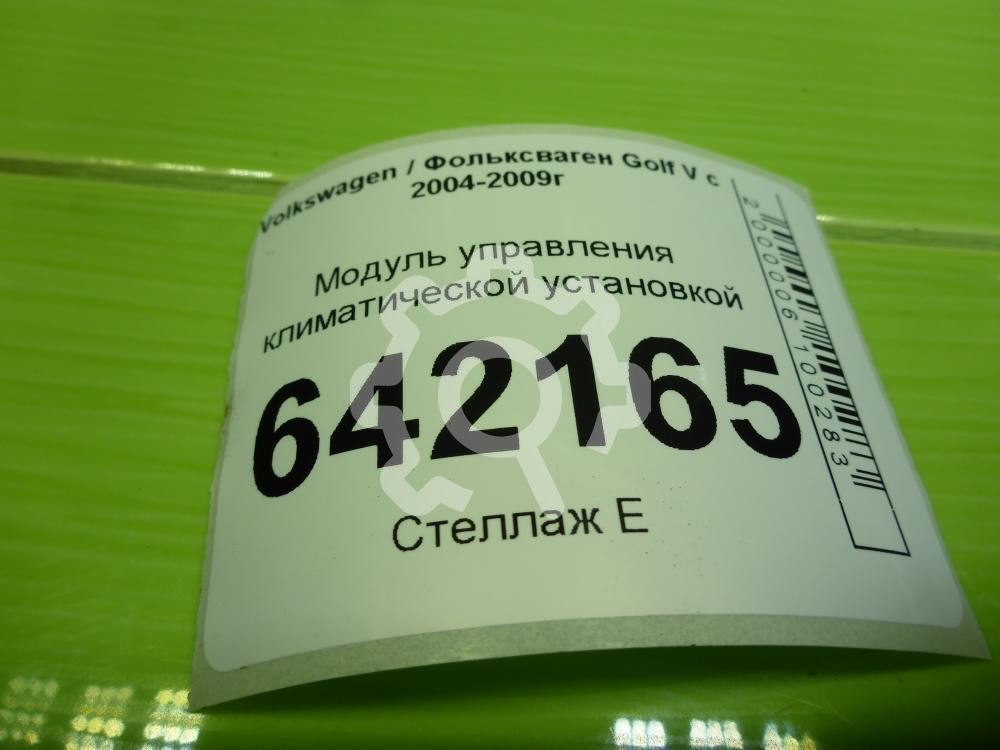 Volkswagen / Фольксваген Golf V с
2004-2009г
Модуль управления
климатической установкой
642165
Стеллаж Е
2000006100283